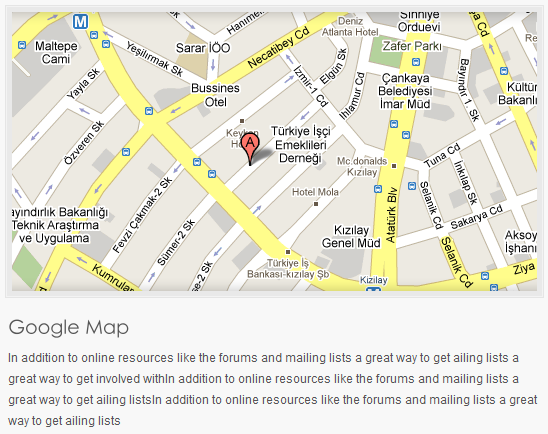 M
Maltepe
Cami
Yeşilırmak Sk
Sarar İÖO
Hanıme
Necatibey Cd
Deniz
Atlanta Hotel
Sıhhiye
Orduevi
Zafer Parkı
Yayla Sk
Bussines
Otel
İzmir-1 Cd
Elgün Sk
Ihlamur Cd
Çankaya
Belediyesi
İmar Müd
Bayındır 1. Sk
Kültür
Bakanlı
Özveren Sk
A
Türkiye İşçi
Emeklileri
Derneği
Mc.donalds
Kızılay
Tuna Cd
İnkılap Sk
Hotel Mola
Selanik Cd
Sakarya Cd
ayındırlık Bakanlığı
Teknik Araştırma
ve Uygulama
Fevzi Çakmak-2 Sk
Sümer-2 Sk
Kızılay
Genel Müd
Atatürk Blv
Aksoy
İşhanı
Selanik Cd
Kumrular
Türkiye İş
Bankası-kızılay Şb
Kızılay
Ziya
Google Map
In addition to online resources like the forums and mailing lists a great way to get ailing lists a
great way to get involved withIn addition to online resources like the forums and mailing lists a
great way to get ailing listsIn addition to online resources like the forums and mailing lists a great
way to get ailing lists